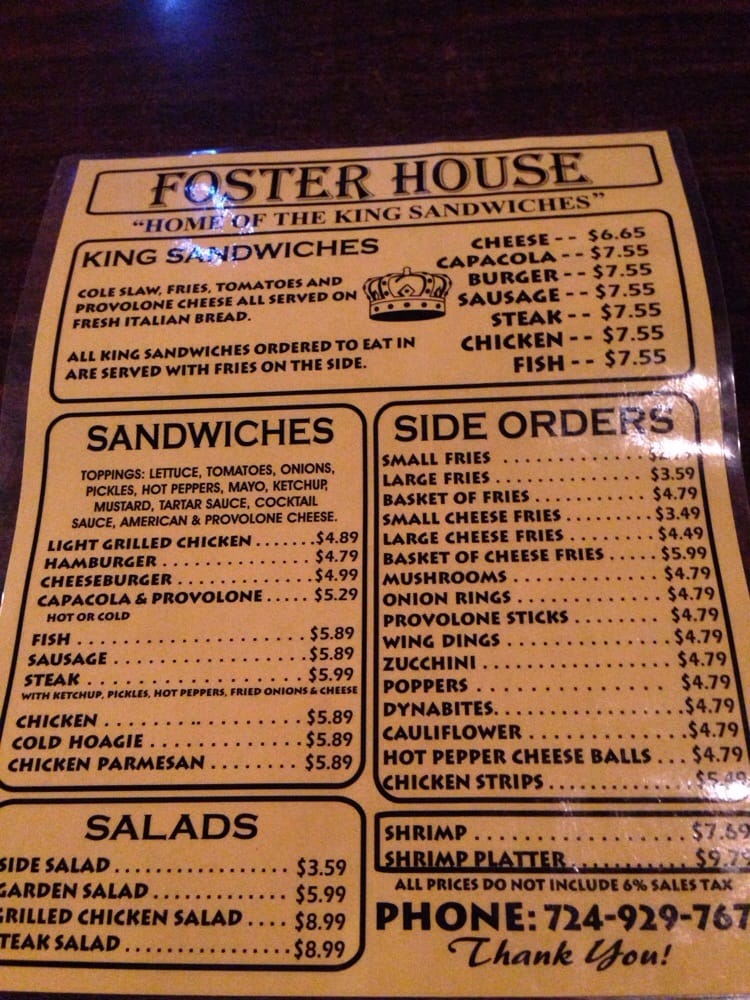 FOSTER HOUSE
"HOME OF THE KING SANDWICHES"
KING SANDWICHES
COLE SLAW, FRIES, TOMATOES AND
PROVOLONE CHEESE ALL SERVED ON
FRESH ITALIAN BREAD.
ALL KING SANDWICHES ORDERED TO EAT IN
ARE SERVED WITH FRIES ON THE SIDE.
CHEESE -- $6.65
CAPACOLA -- $7.55
BURGER -- $7.55
SAUSAGE -- $7.55
STEAK -- $7.55
CHICKEN -- $7.55
FISH -- $7.55
SANDWICHES
TOPPINGS: LETTUCE, TOMATOES, ONIONS,
PICKLES, HOT PEPPERS, MAYO, KETCHUP,
MUSTARD, TARTAR SAUCE, COCKTAIL
SAUCE, AMERICAN & PROVOLONE CHEESE.
LIGHT GRILLED CHICKEN .......$4.89
HAMBURGER ...............$4.79
CHEESEBURGER .............$4.99
CAPACOLA & PROVOLONE ..... $5.29
HOT OR COLD
FISH ......................$5.89
SAUSAGE ..................$5.89
STEAK .....................$5.99
WITH KETCHUP, PICKLES, HOT PEPPERS, FRIED ONIONS & CHEESE
CHICKEN ..................$5.89
COLD HOAGIE ..............$5.89
CHICKEN PARMESAN ........ $5.89
SIDE ORDERS
SMALL FRIES ..............
LARGE FRIES .............. $3.59
BASKET OF FRIES ........... $4.79
SMALL CHEESE FRIES ........ $3.49
LARGE CHEESE FRIES ........ $4.49
BASKET OF CHEESE FRIES ..... $5.99
MUSHROOMS ............. $4.79
ONION RINGS ............. $4.79
PROVOLONE STICKS ........ $4.79
WING DINGS ..............$4.79
ZUCCHINI ................ $4.79
POPPERS ................ $4.79
DYNABITES................$4.79
CAULIFLOWER .............$4.79
HOT PEPPER CHEESE BALLS ... $4.79
CHICKEN STRIPS.............
SHRIMP ....................$7.69
SHRIMP PLATTER ........... $9.7
ALL PRICES DO NOT INCLUDE 6% SALES TAX
PHONE: 724-929-767
Thank You!
SALADS
SIDE SALAD ................. $3.59
GARDEN SALAD ............. $5.99
GRILLED CHICKEN SALAD .... $8.99
TEAK SALAD ................$8.99